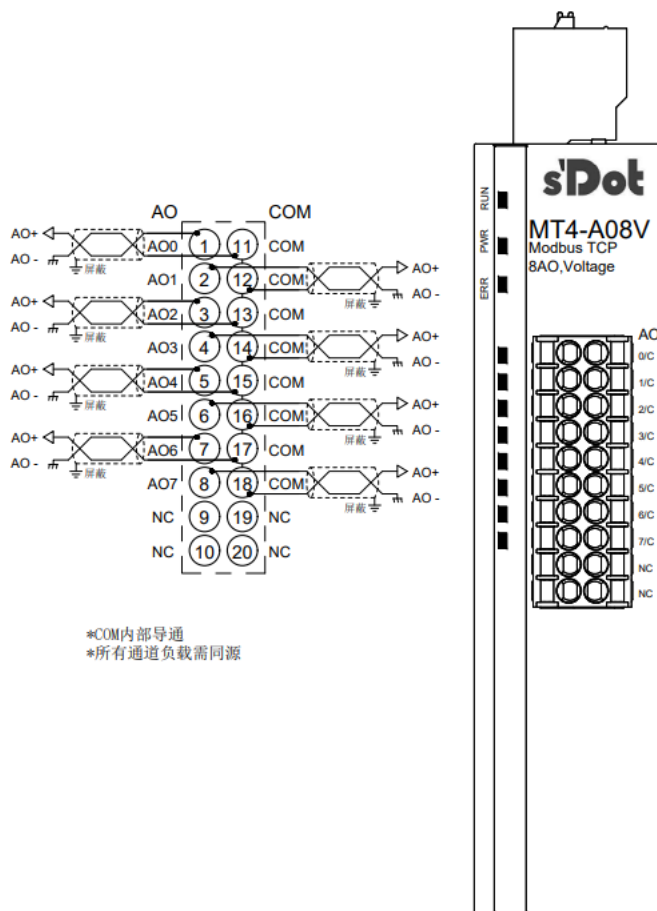 s'Dot
RUN
PWR
ERR
MT4-A08V
Modbus TCP
8AO,Voltage
AO
0/C
1/C
2/C
3/C
4/C
5/C
6/C
7/C
NC
NC
AO COM
AO+
AO -
屏蔽
AO0 1 11 COM
AO1 2 12 COM
AO+
AO -
屏蔽
AO+
AO -
屏蔽
AO2 3 13 COM
AO3 4 14 COM
AO+
AO -
屏蔽
AO+
AO -
屏蔽
AO4 5 15 COM
AO5 6 16 COM
AO+
AO -
屏蔽
AO+
AO -
屏蔽
AO6 7 17 COM
AO7 8 18 COM
AO+
AO -
屏蔽
NC 9 19 NC
NC 10 20 NC
*COM内部导通
*所有通道负载需同源